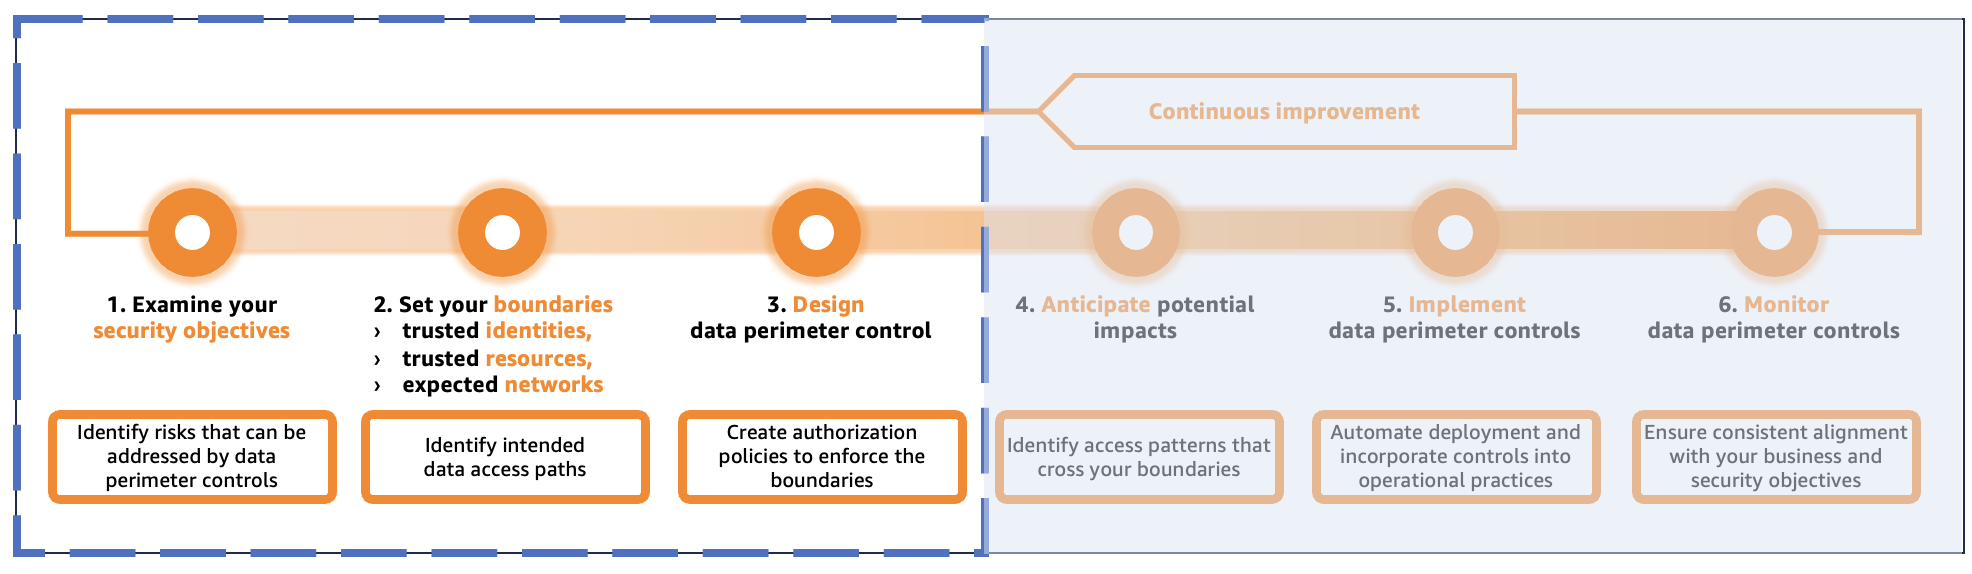 Continuous improvement
1. Examine your
security objectives
2. Set your boundaries
› trusted identities,
› trusted resources,
› expected networks
3. Design
data perimeter control
4. Anticipate potential
impacts
5. Implement
data perimeter controls
6. Monitor
data perimeter controls
Identify risks that can be
addressed by data
perimeter controls
Identify intended
data access paths
Create authorization
policies to enforce the
boundaries
Identify access patterns that
cross your boundaries
Automate deployment and
incorporate controls into
operational practices
Ensure consistent alignment
with your business and
security objectives